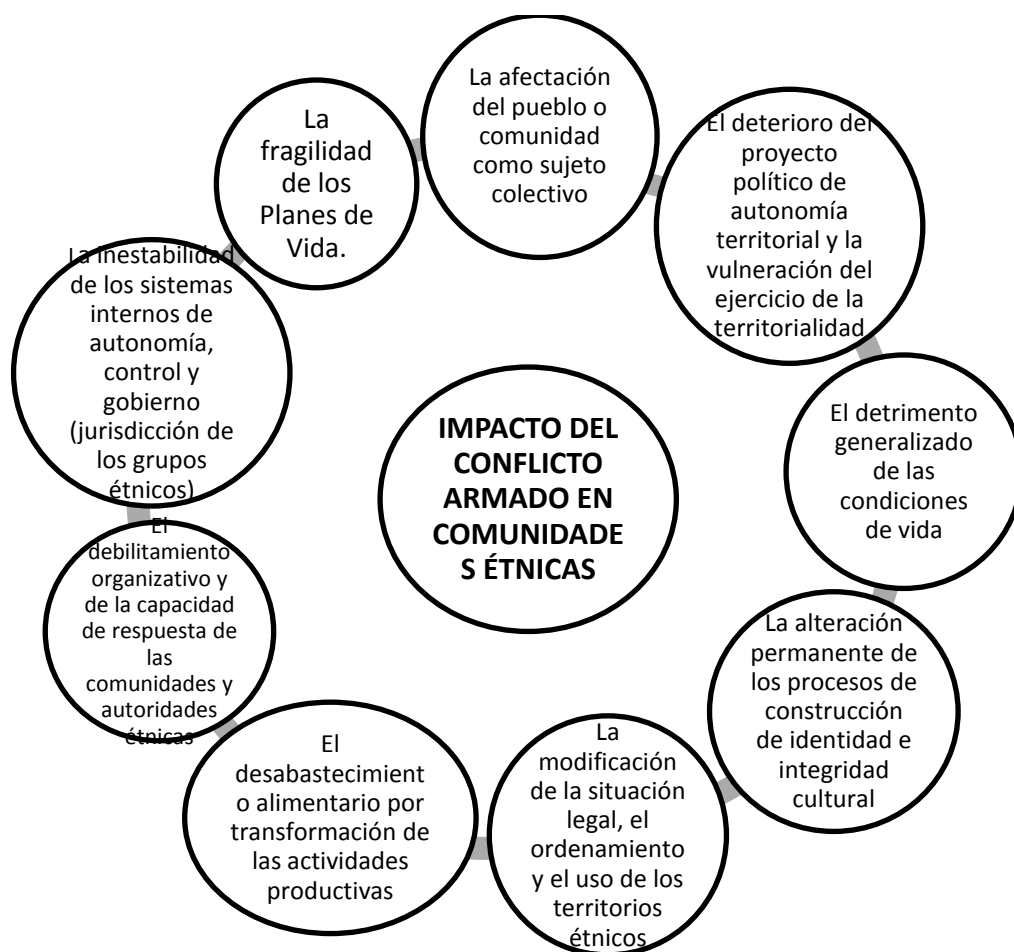 La afectación
del pueblo o
comunidad
como sujeto
colectivo
El deterioro del
proyecto
político de
autonomía
territorial y la
vulneración del
ejercicio de la
territorialidad
El detrimento
generalizado
de las
condiciones
de vida
La alteración
permanente de
los procesos de
construcción
de identidad e
integridad
cultural
La
modificación
de la situación
legal, el
ordenamiento
y el uso de los
territorios
étnicos
El
desabastecimient
o alimentario por
transformación de
las actividades
productivas
El
debilitamiento
organizativo y
de la capacidad
de respuesta de
las
comunidades y
autoridades
étnicas
La inestabilidad
de los sistemas
internos de
autonomía,
control y
gobierno
(jurisdicción de
los grupos
étnicos)
La
fragilidad
de los
Planes de
Vida.
IMPACTO DEL
CONFLICTO
ARMADO EN
COMUNIDADE
S ÉTNICAS